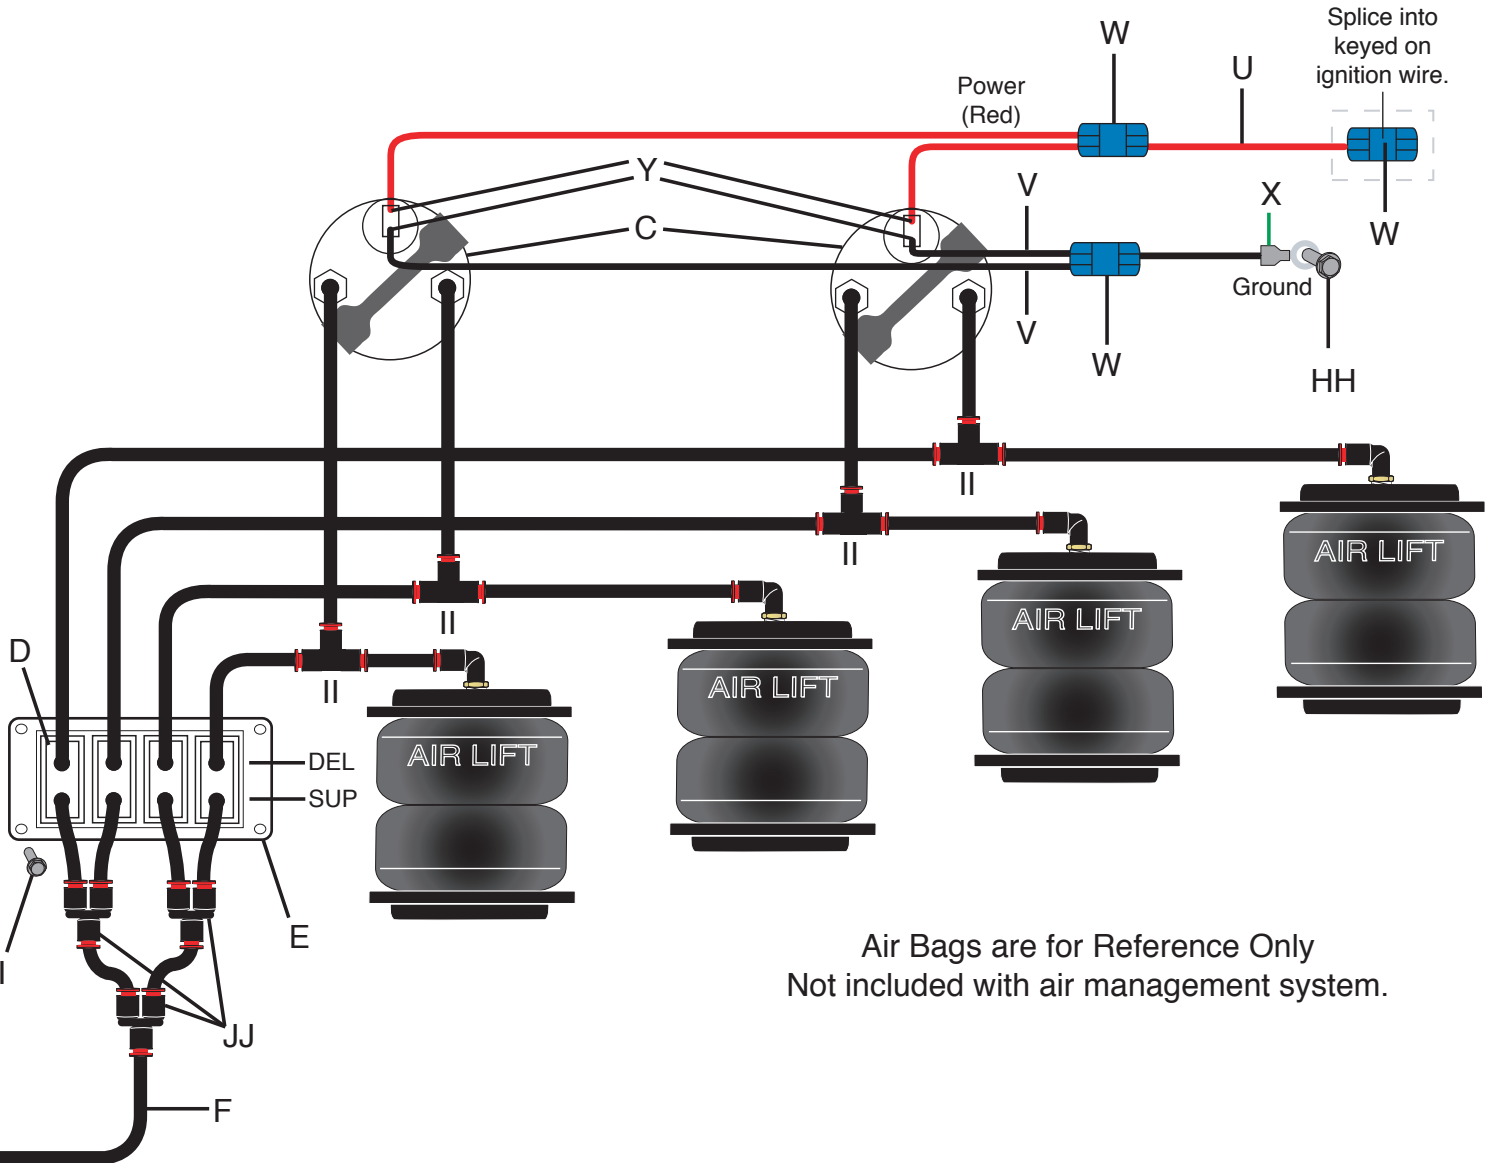 Splice into
keyed on
ignition wire.
W
U
Power
(Red)
Y
V
X
C
W
Ground
V
W
HH
II
II
AIR LIFT
II
AIR LIFT
D
II
AIR LIFT
AIR LIFT
DEL
SUP
E
I
Air Bags are for Reference Only
Not included with air management system.
JJ
F